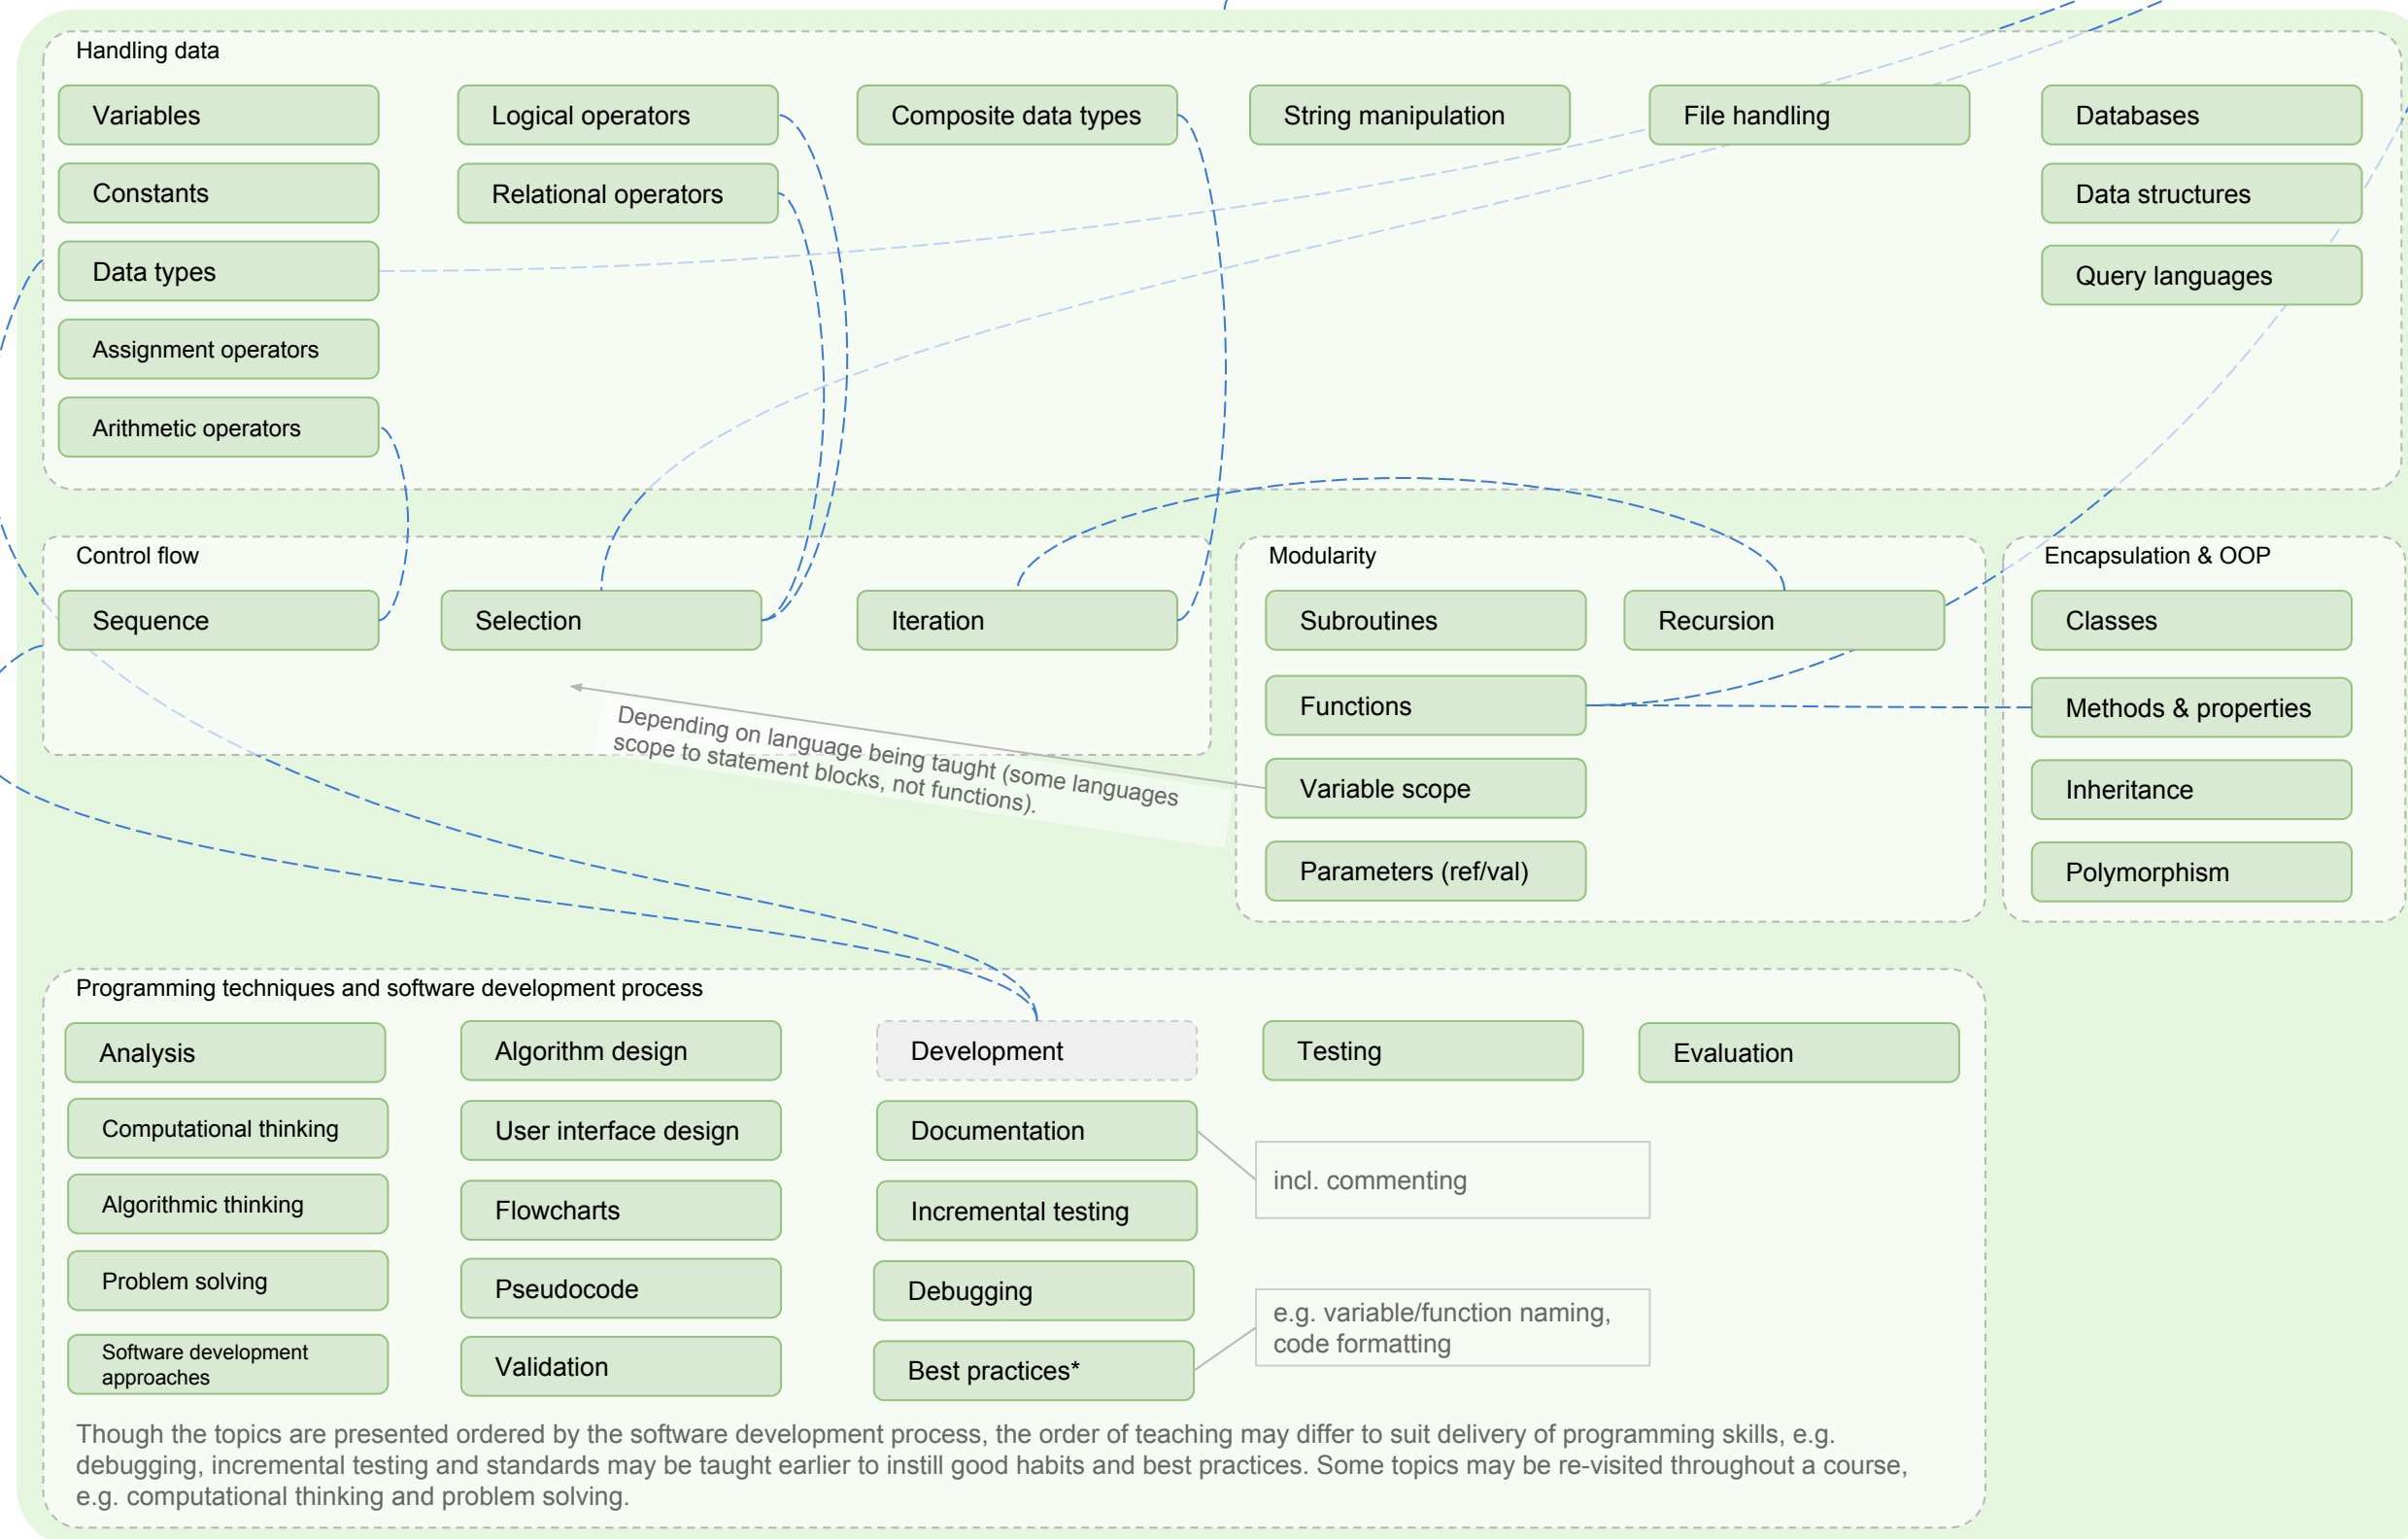 Handling data
Variables
Logical operators
Composite data types
String manipulation
File handling
Databases
Constants
Relational operators
Data structures
Data types
Query languages
Assignment operators
Arithmetic operators
Control flow
Sequence
Selection
Iteration
Depending on language being taught (some languages
scope to statement blocks, not functions).
Modularity
Subroutines
Recursion
Functions
Variable scope
Parameters (ref/val)
Encapsulation & OOP
Classes
Methods & properties
Inheritance
Polymorphism
Programming techniques and software development process
Analysis
Algorithm design
Development
Testing
Evaluation
Computational thinking
User interface design
Documentation
incl. commenting
Algorithmic thinking
Flowcharts
Incremental testing
Problem solving
Pseudocode
Debugging
e.g. variable/function naming,
code formatting
Software development
approaches
Validation
Best practices*
Though the topics are presented ordered by the software development process, the order of teaching may differ to suit delivery of programming skills, e.g.
debugging, incremental testing and standards may be taught earlier to instill good habits and best practices. Some topics may be re-visited throughout a course,
e.g. computational thinking and problem solving.